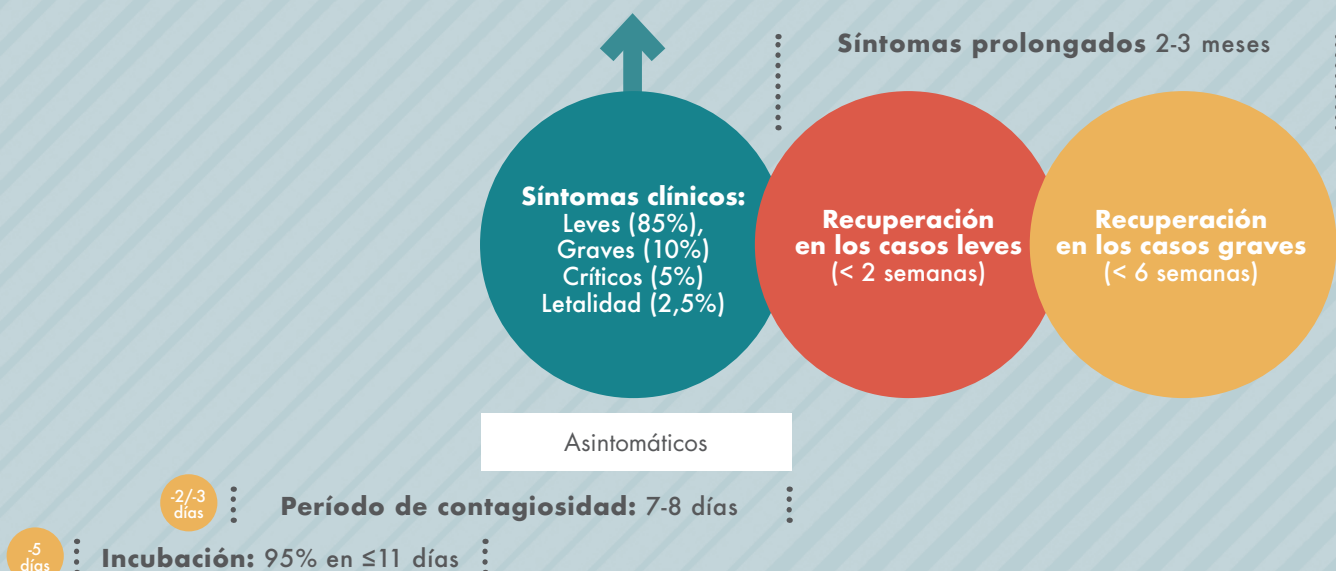 Síntomas prolongados 2-3 meses
Síntomas clínicos:
Leves (85%),
Graves (10%)
Críticos (5%)
Letalidad (2,5%)
Recuperación
en los casos leves
(< 2 semanas)
Recuperación
en los casos graves
(< 6 semanas)
Asintomáticos
-2/-3
días
Período de contagiosidad: 7-8 días
-5
días
Incubación: 95% en ≤11 días